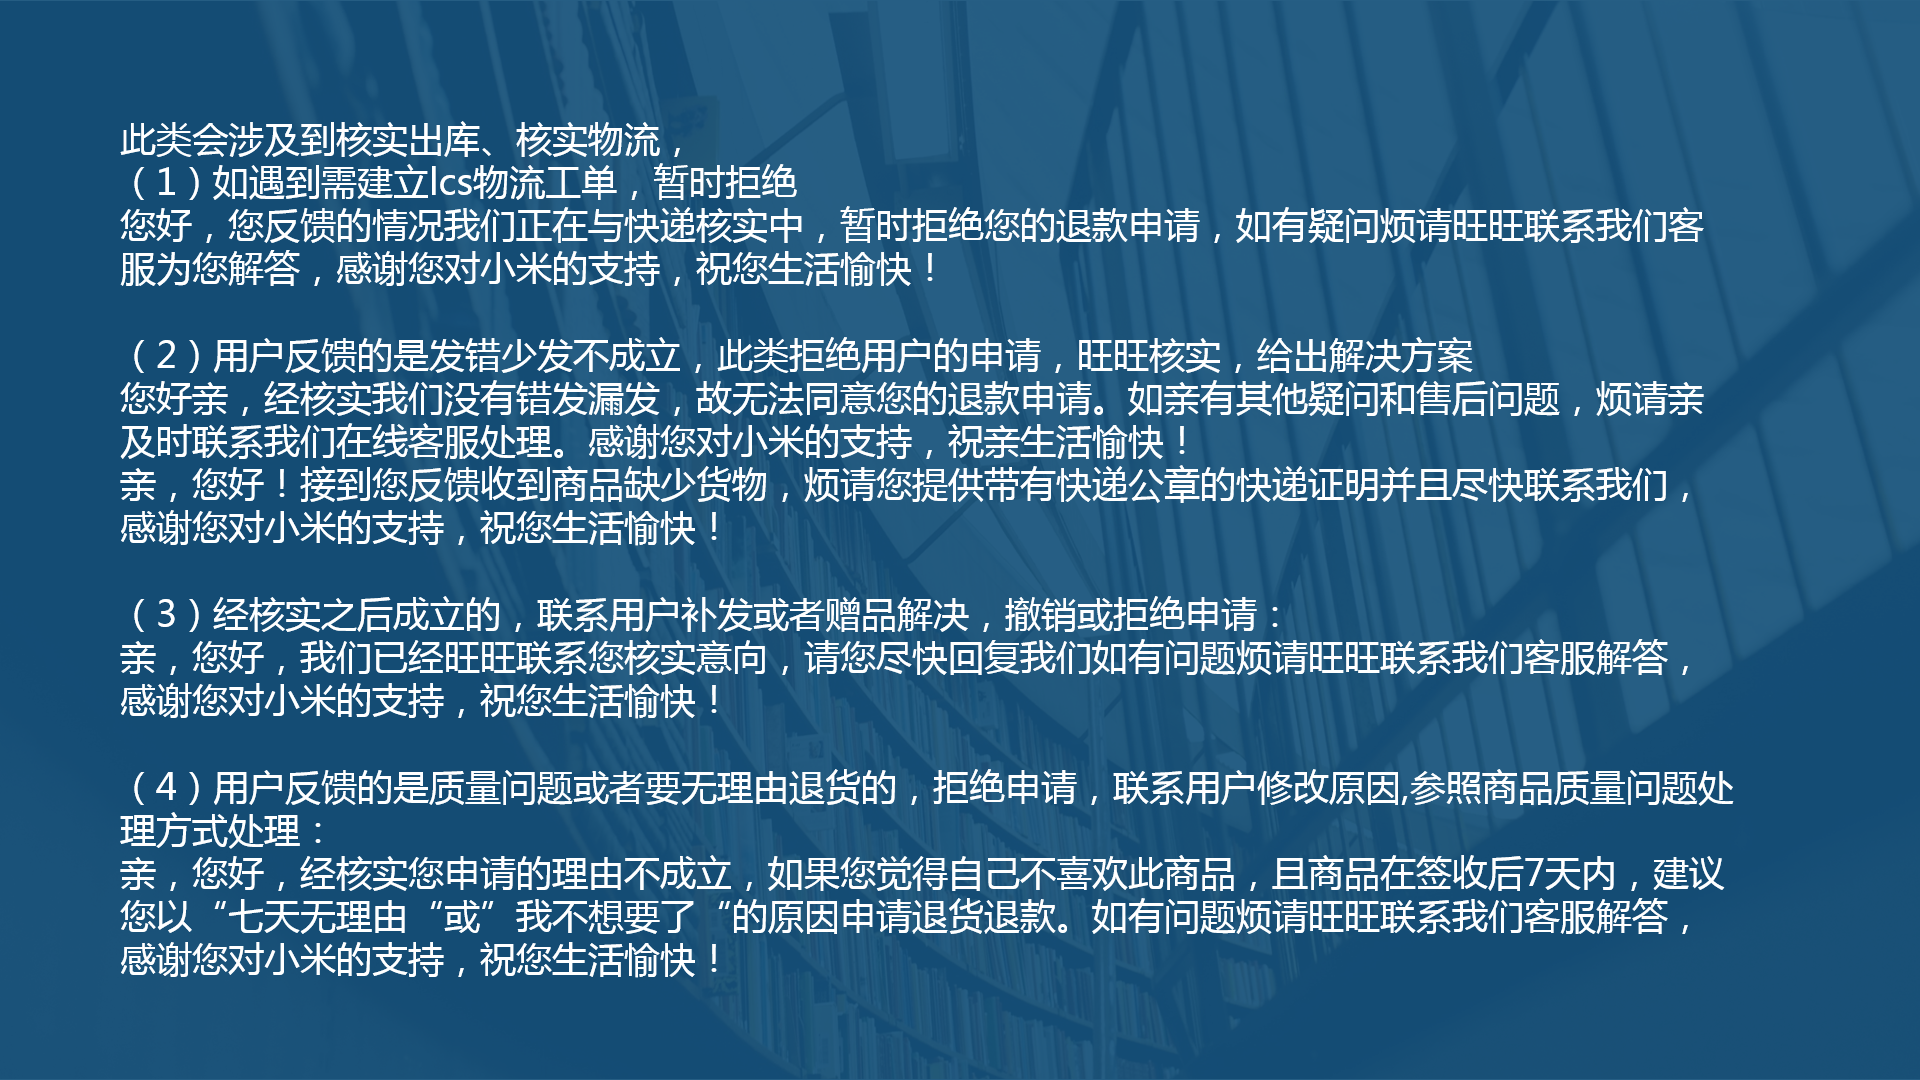 此类会涉及到核实出库、核实物流，
（1）如遇到需建立lcs物流工单，暂时拒绝
您好，您反馈的情况我们正在与快递核实中，暂时拒绝您的退款申请，如有疑问烦请旺旺联系我们客
服为您解答，感谢您对小米的支持，祝您生活愉快！
（2）用户反馈的是发错少发不成立，此类拒绝用户的申请，旺旺核实，给出解决方案
您好亲，经核实我们没有错发漏发，故无法同意您的退款申请。如亲有其他疑问和售后问题，烦请亲
及时联系我们在线客服处理。感谢您对小米的支持，祝亲生活愉快！
亲，您好！接到您反馈收到商品缺少货物，烦请您提供带有快递公章的快递证明并且尽快联系我们，
感谢您对小米的支持，祝您生活愉快！
（3）经核实之后成立的，联系用户补发或者赠品解决，撤销或拒绝申请：
亲，您好，我们已经旺旺联系您核实意向，请您尽快回复我们如有问题烦请旺旺联系我们客服解答，
感谢您对小米的支持，祝您生活愉快！
（4）用户反馈的是质量问题或者要无理由退货的，拒绝申请，联系用户修改原因,参照商品质量问题处
理方式处理：
亲，您好，经核实您申请的理由不成立，如果您觉得自己不喜欢此商品，且商品在签收后7天内，建议
您以“七天无理由“或”我不想要了“的原因申请退货退款。如有问题烦请旺旺联系我们客服解答，
感谢您对小米的支持，祝您生活愉快！